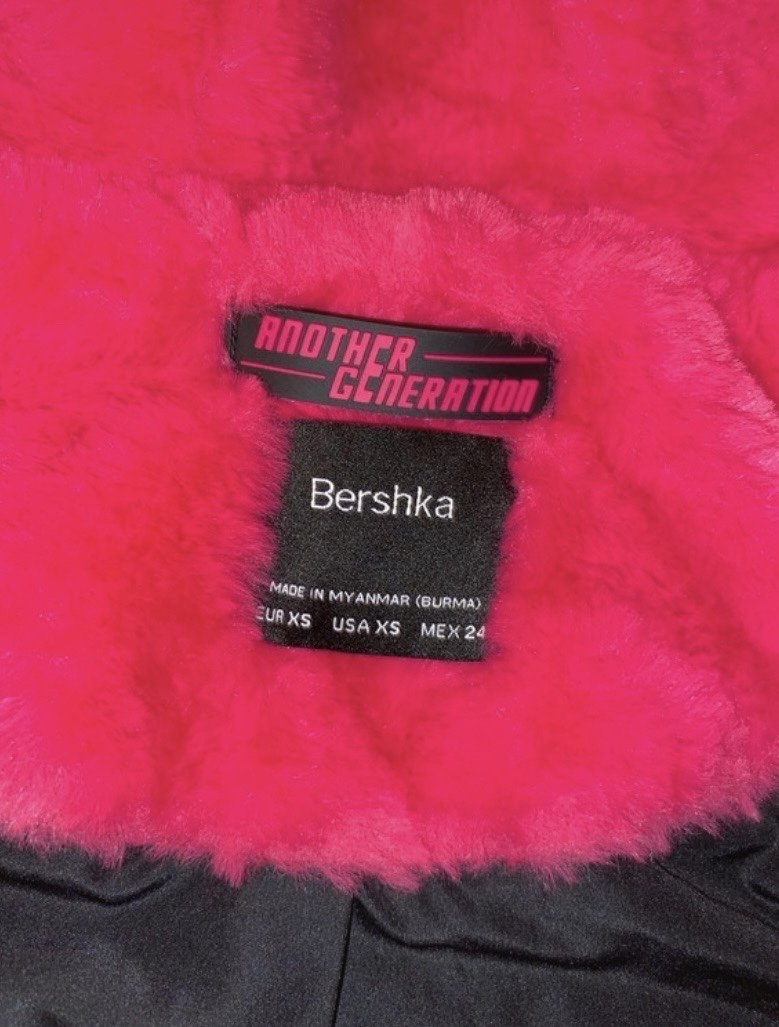 ANOTHER
GENERATION
Bershka
MADE IN MYANMAR (BURMA)
EUR XS USA XS MEX 24